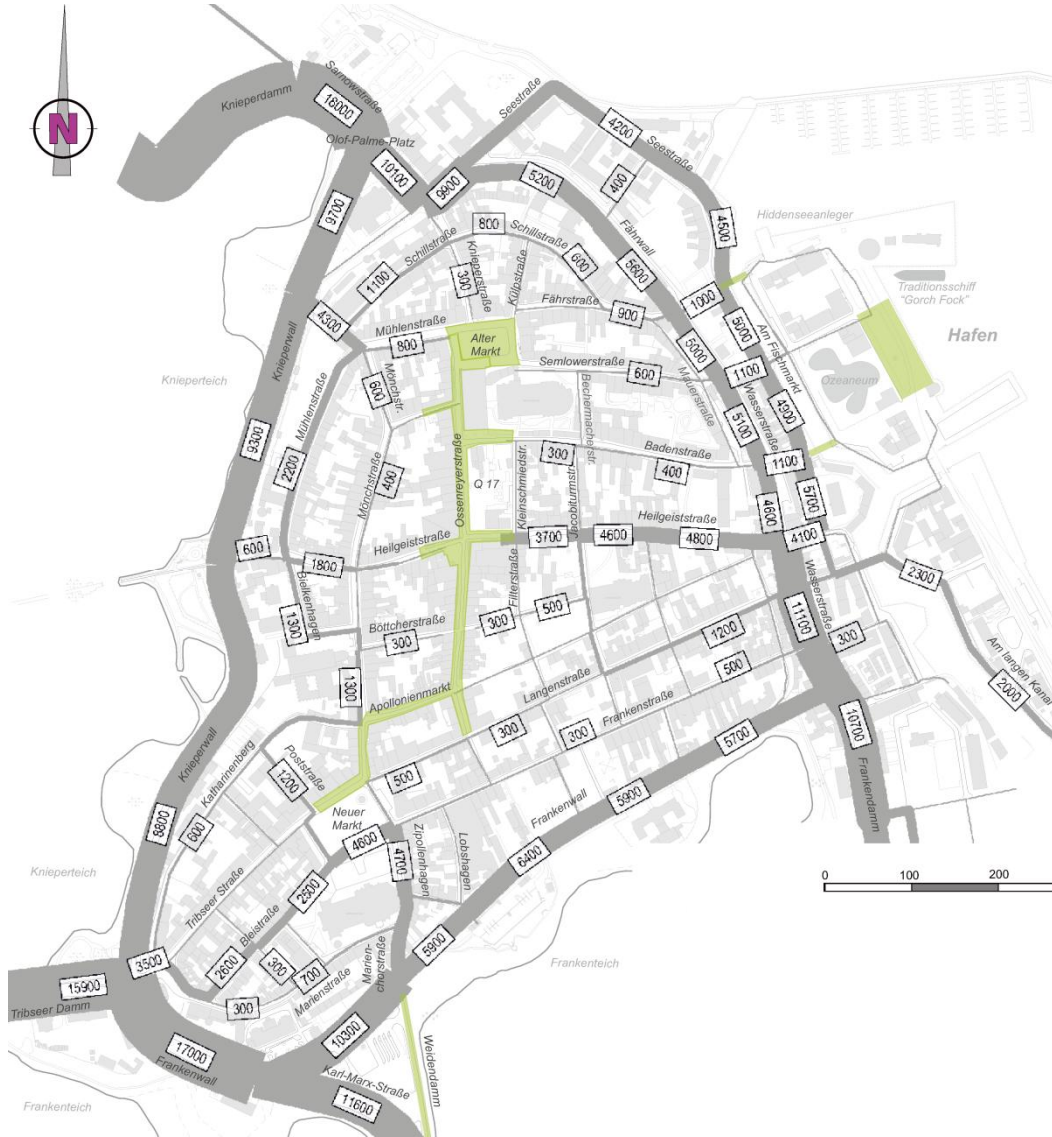 N
Knieperdamm
Sarnowstraße
16000
Olof-Palme-Platz
10100
9700
9900
Seestraße
4200
Seestraße
400
5200
Fährwall
4500
Hiddenseeanleger
Traditionsschiff
"Gorch Fock"
Hafen
800
Schillstraße
Schillstraße
1100
Knieperstraße
300
Külpstraße
600
5600
1000
4300
Mühlenstraße
800
Alter
Markt
Fährstraße
900
5000
5000
Am Fischmarkt
Ozeaneum
Knieperwall
Knieperteich
Mönchstr.
600
Semlowerstraße
600
Mauerstraße
1100
Mühlenstraße
Bechermacherstr.
5100
Wasserstraße
4900
9300
2200
Mönchstraße
400
Ossenreyerstraße
Q 17
Kleinschmiedstr.
300
Jacobiturmstr.
Badenstraße
400
1100
5700
Heilgeiststraße
4600
4100
600
Heilgeiststraße
1800
3700
4600
4800
2300
Bielkenhagen
1300
Böttcherstraße
300
Filterstraße
300
500
Wasserstraße
11100
300
1200
1300
Apollonienmarkt
Langenstraße
500
Frankenstraße
300
300
Am langen Kanal
2000
10700
Frankendamm
5700
Knieperwall
Katharinenberg
Poststraße
1200
500
Neuer
Markt
Frankenwall
5900
8800
600
4600
4700
Zipollenhagen
Lobshagen
6400
0
100
200
Knieperteich
Tribseer Straße
Bleistraße
2500
5900
Frankenteich
3500
2600
300
700
Marienstraße
Marien-
chorstraße
15900
Tribseer Damm
300
17000
Frankenwall
10300
Karl-Marx-Straße
Weidendamm
11600
Frankenteich